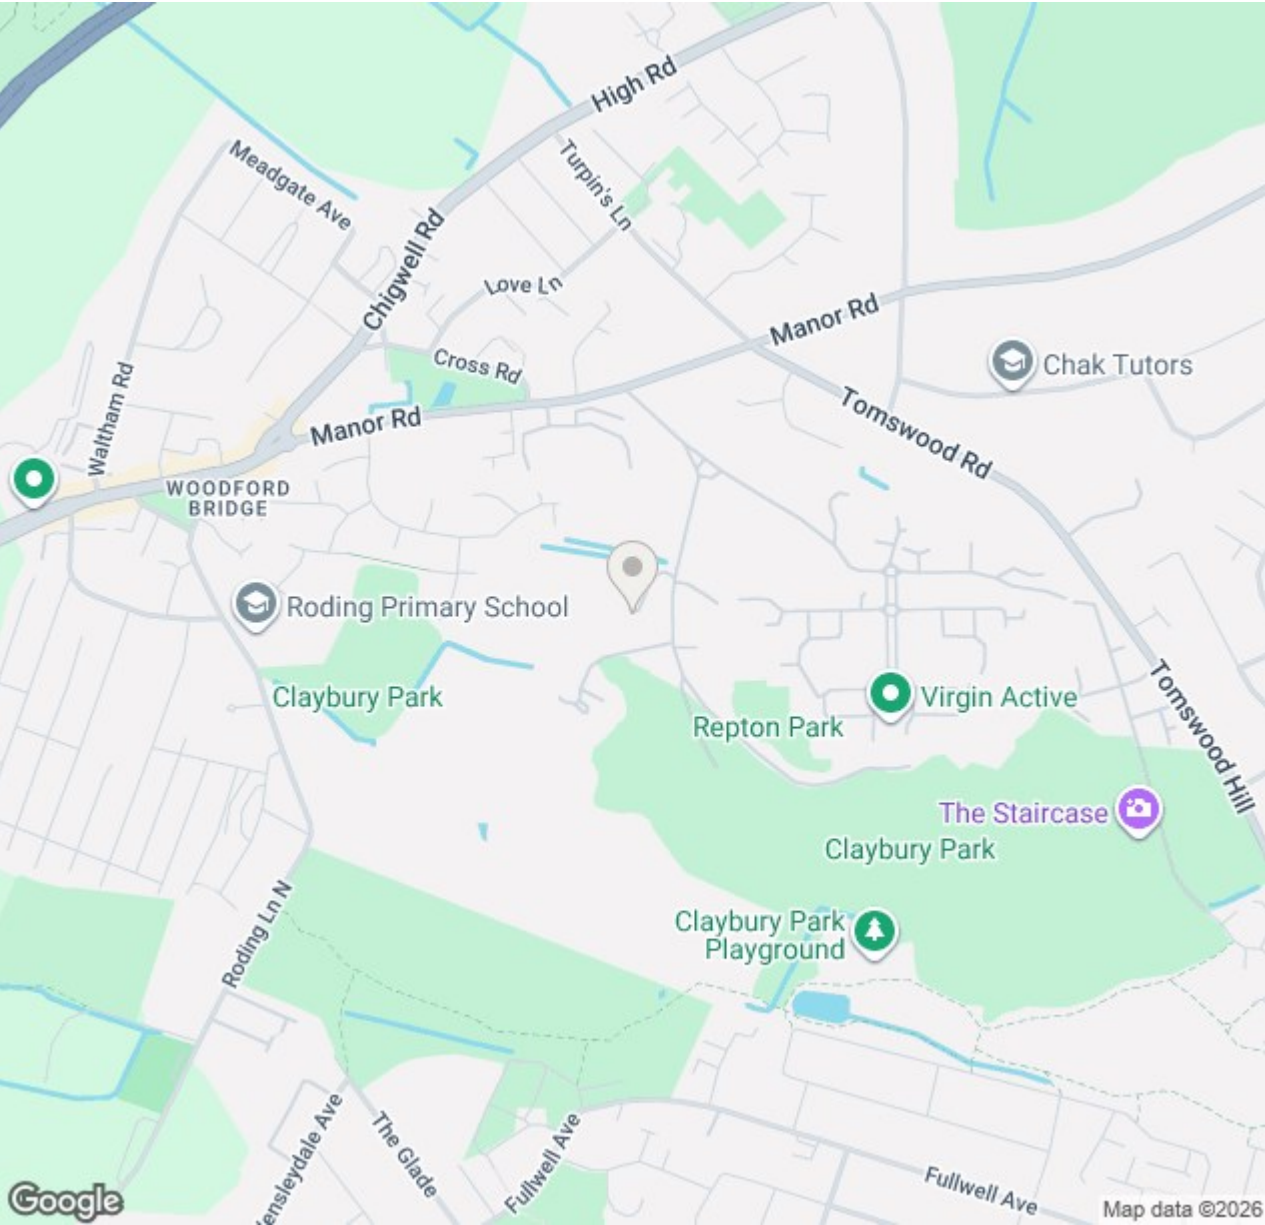 High Rd
Meadgate Ave
Turpin's Ln
Chigwell Rd
Love Ln
Manor Rd
Cross Rd
Chak Tutors
Waltham Rd
Manor Rd
Tomswood Rd
WOODFORD
BRIDGE
Roding Primary School
Claybury Park
Virgin Active
Repton Park
Tomswood Hill
The Staircase
Claybury Park
Roding Ln N
Claybury Park
Playground
ensleydale Ave
The Glade
Fullwell Ave
Fullwell Ave
Google
Map data ©2026